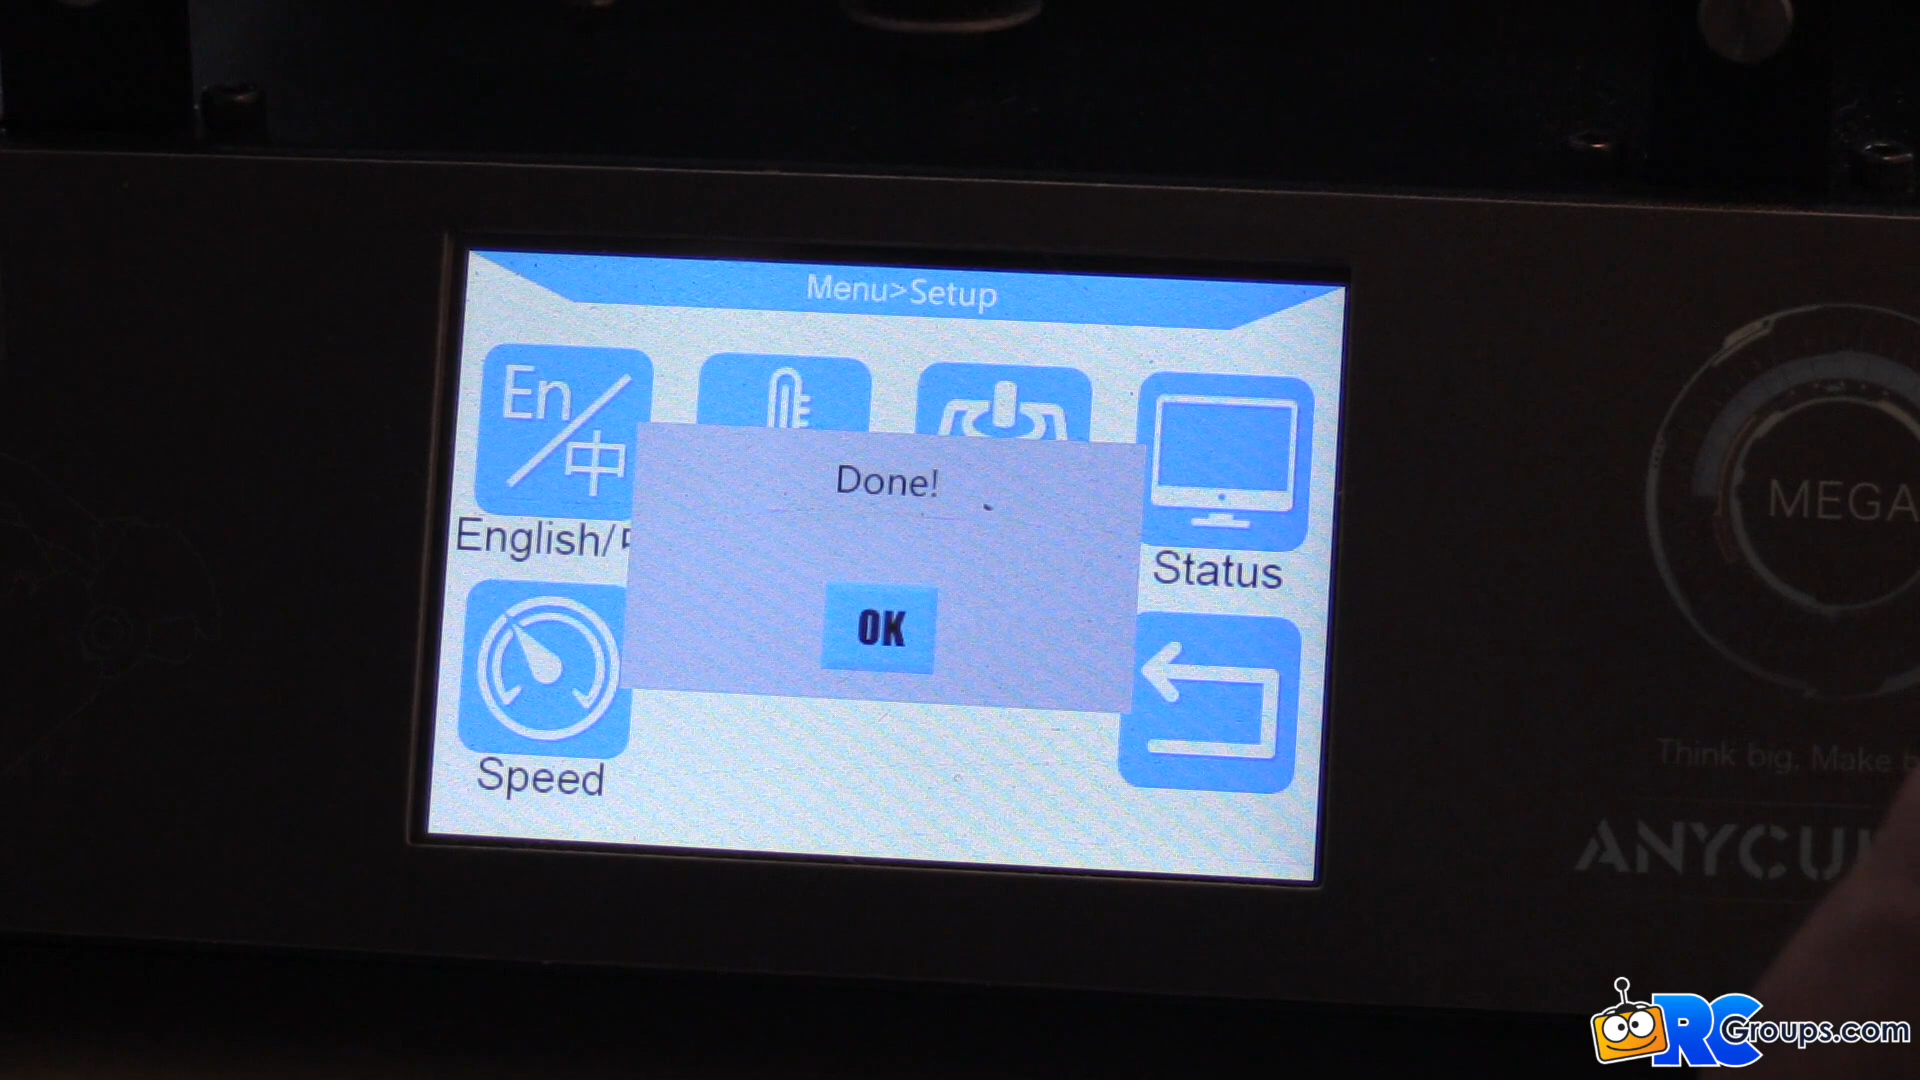 Menu>Setup
En/中
Done!
English/
Status
OK
Speed
MEGA
Think big. Make b
ANYCU
RCGroups.com